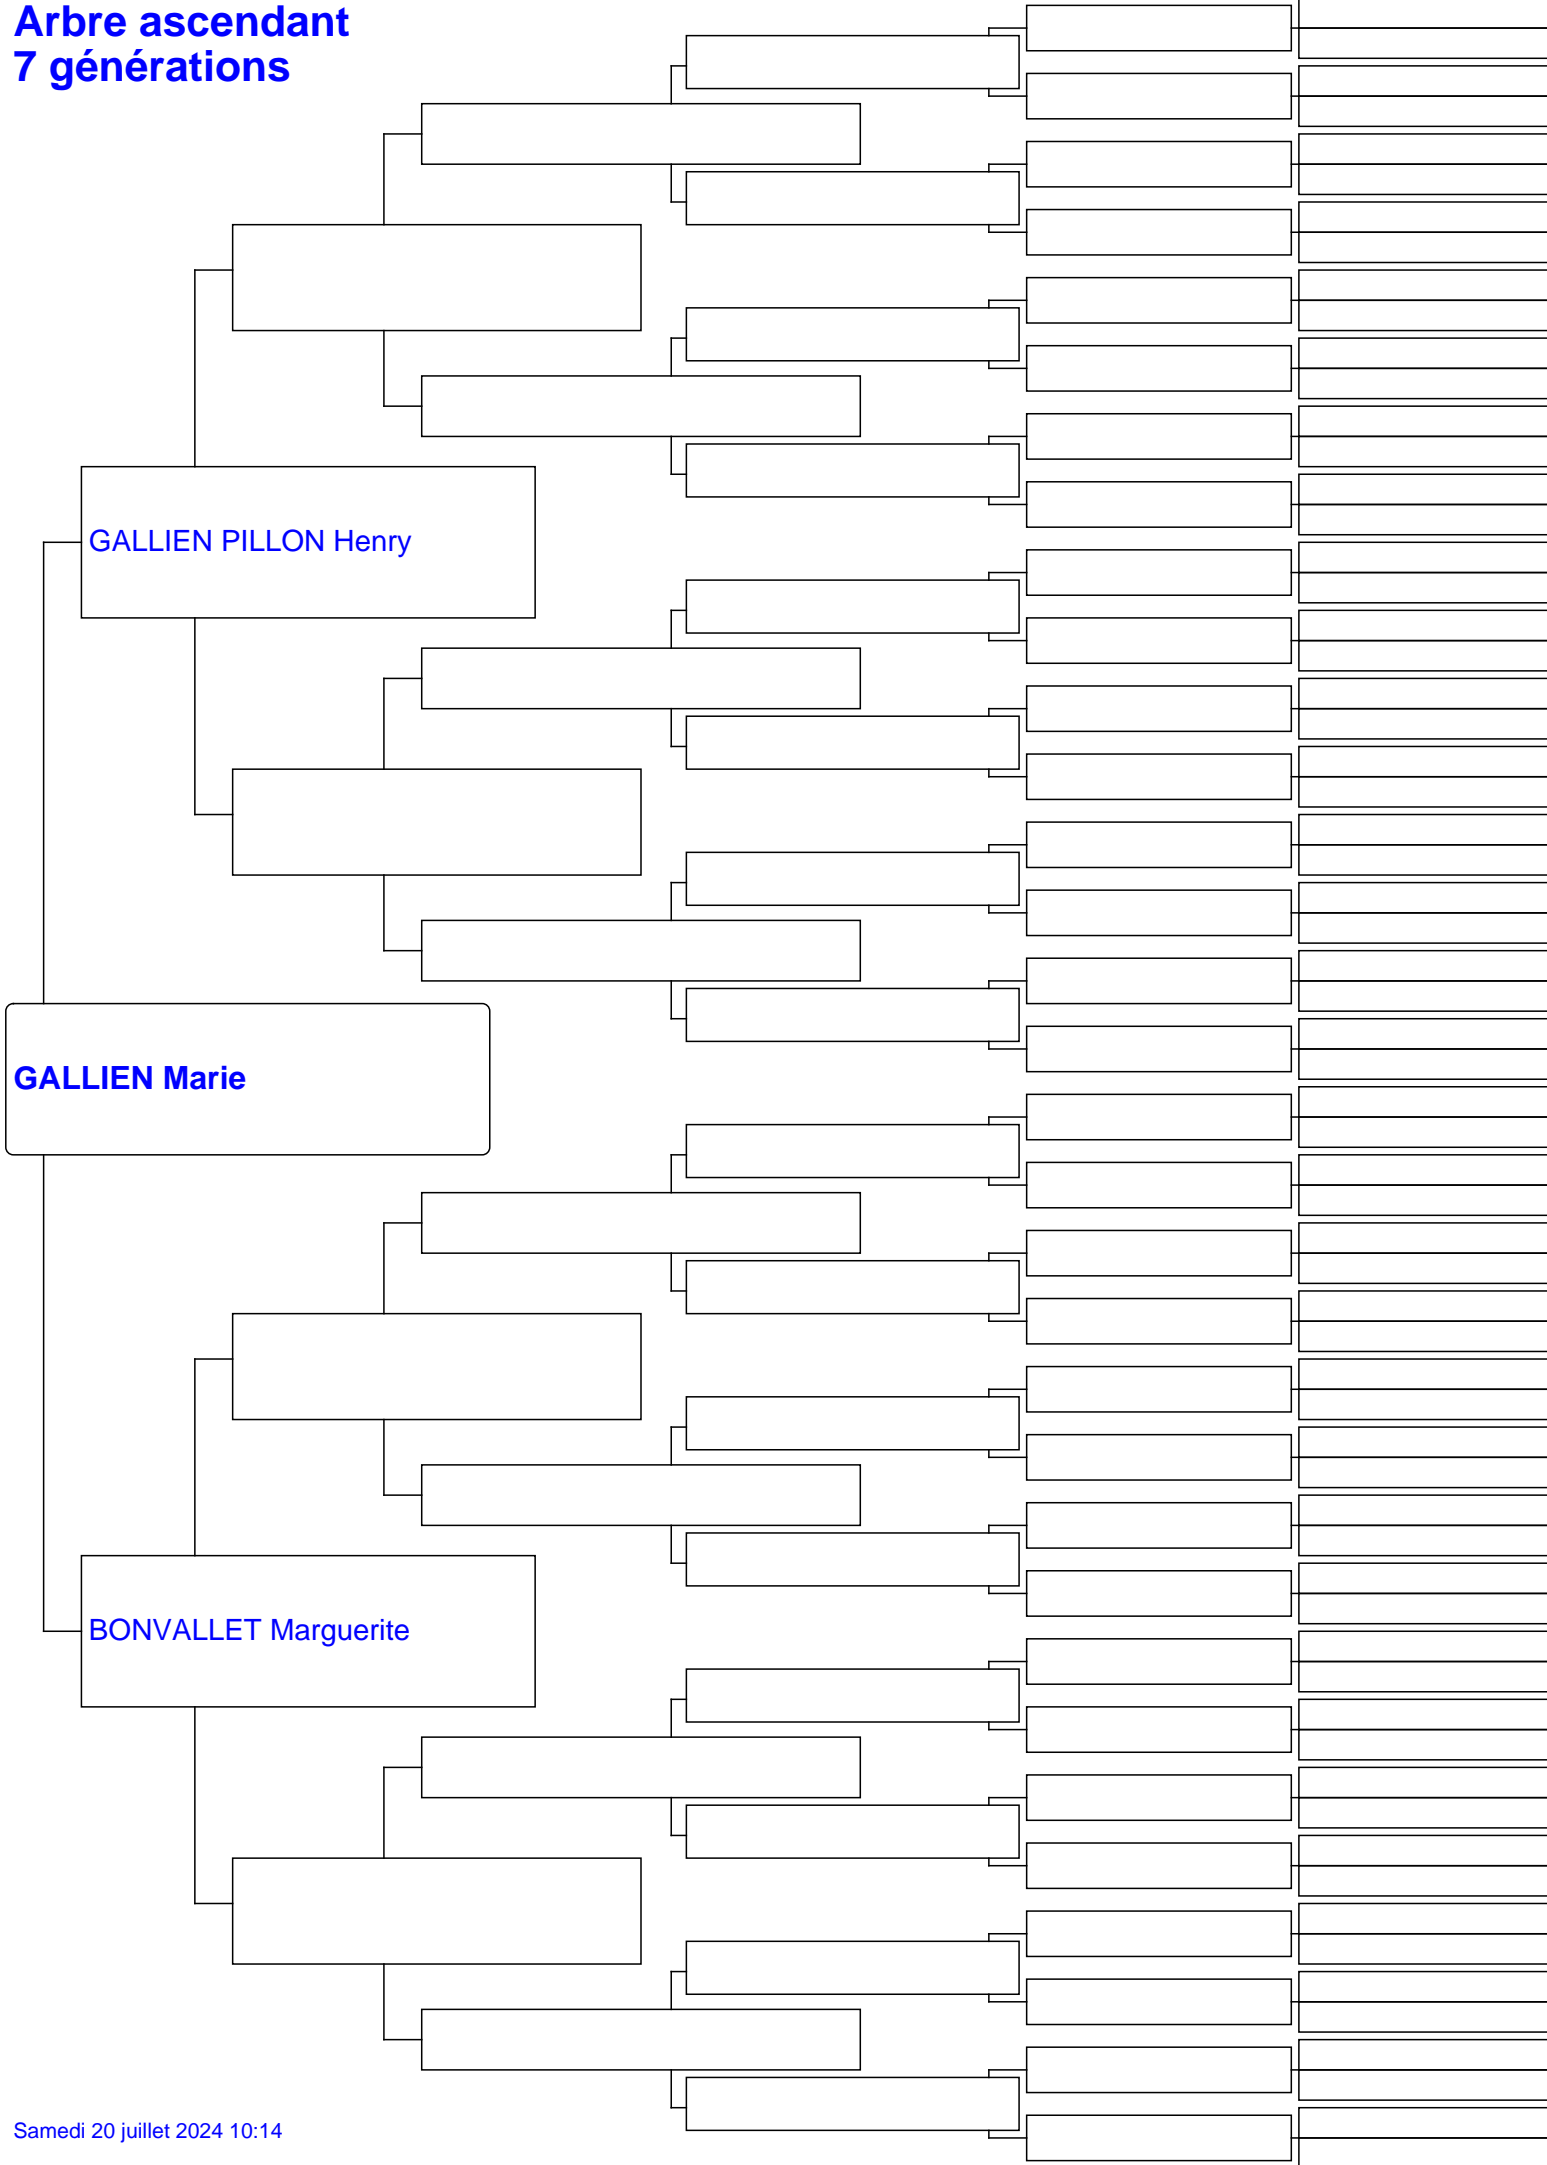 Arbre ascendant
7 générations
GALLIEN PILLON Henry
GALLIEN Marie
BONVALLET Marguerite
Samedi 20 juillet 2024 10:14